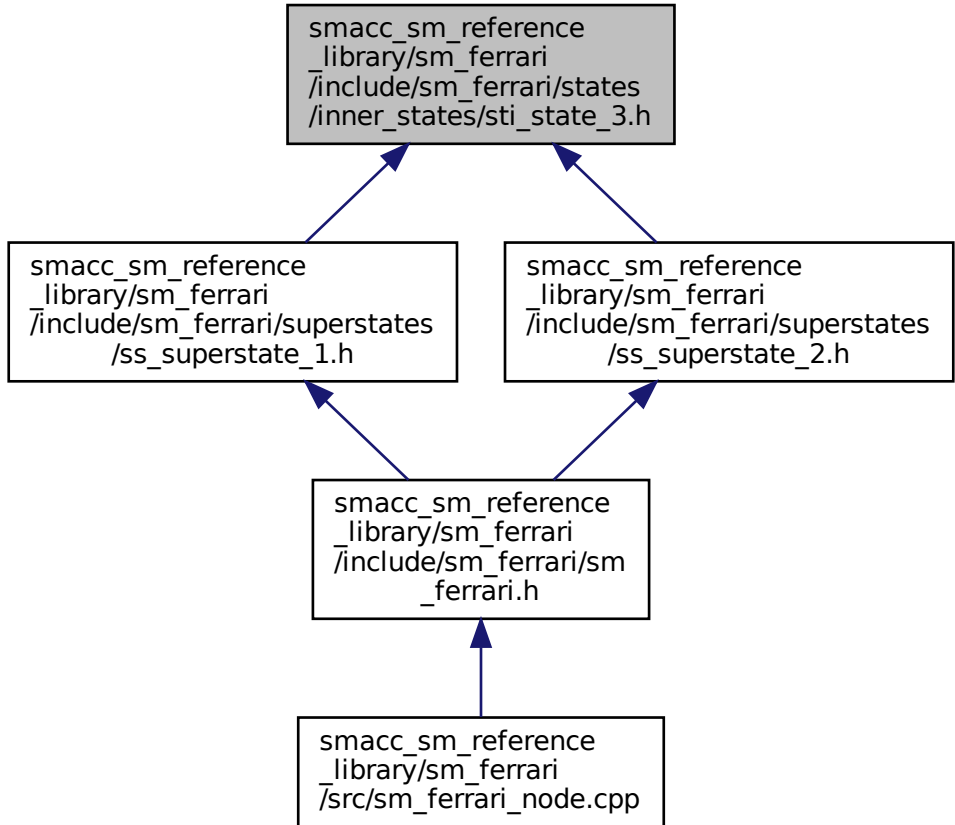 smacc_sm_reference
_library/sm_ferrari
/include/sm_ferrari/states
/inner_states/sti_state_3.h
smacc_sm_reference
_library/sm_ferrari
/include/sm_ferrari/superstates
/ss_superstate_1.h
smacc_sm_reference
_library/sm_ferrari
/include/sm_ferrari/superstates
/ss_superstate_2.h
smacc_sm_reference
_library/sm_ferrari
/include/sm_ferrari/sm
_ferrari.h
smacc_sm_reference
_library/sm_ferrari
/src/sm_ferrari_node.cpp